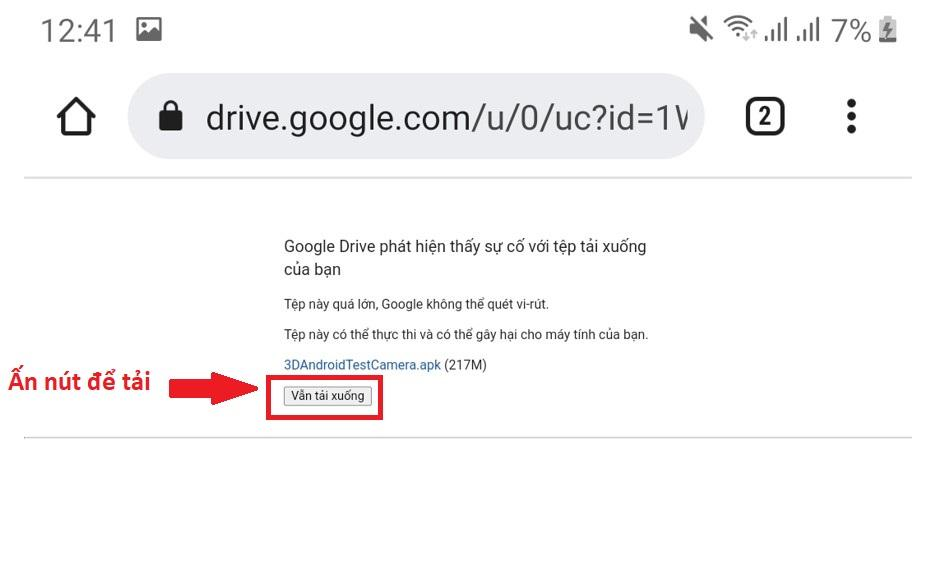 12:41
7%
drive.google.com/u/0/uc?id=1V
2
Google Drive phát hiện thấy sự cố với tệp tải xuống
của bạn
Tệp này quá lớn, Google không thể quét vi-rút.
Tệp này có thể thực thi và có thể gây hại cho máy tính của bạn.
3DAndroidTestCamera.apk (217M)
Ấn nút để tải
Vẫn tải xuống